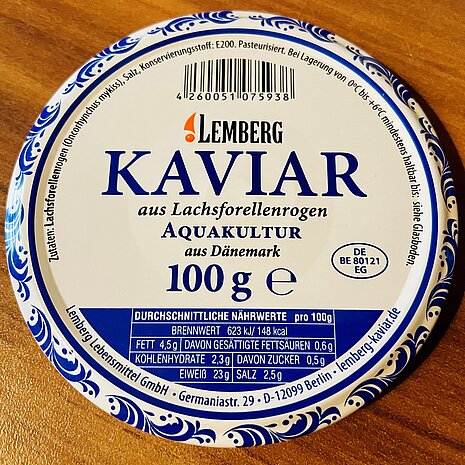 Zutaten: Lachsforellenrogen (Oncorhynchus mykiss), Salz, Konservierungsstoff: E200. Pasteurisiert. Bei Lagerung von 0°C bis +6°C mindestens haltbar bis: siehe Glasboden.
4 260051 075938
LEMBERG
KAVIAR
aus Lachsforellenrogen
AQUAKULTUR
aus Dänemark
100 g ℮
DE
BE 80121
EG
DURCHSCHNITTLICHE NÄHRWERTE pro 100g
BRENNWERT 623 kJ/ 148 kcal
FETT 4,5g DAVON GESÄTTIGTE FETTSÄUREN 0,6g
KOHLENHYDRATE 2,3g DAVON ZUCKER 0,5g
EIWEIß 23g SALZ 2,5g
Lemberg Lebensmittel GmbH • Germaniastr. 29 • D-12099 Berlin • lemberg-kaviar.de